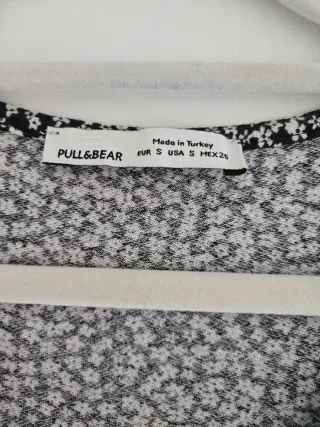 Made in Turkey
PULL&BEAR EUR S USA S MEX 26